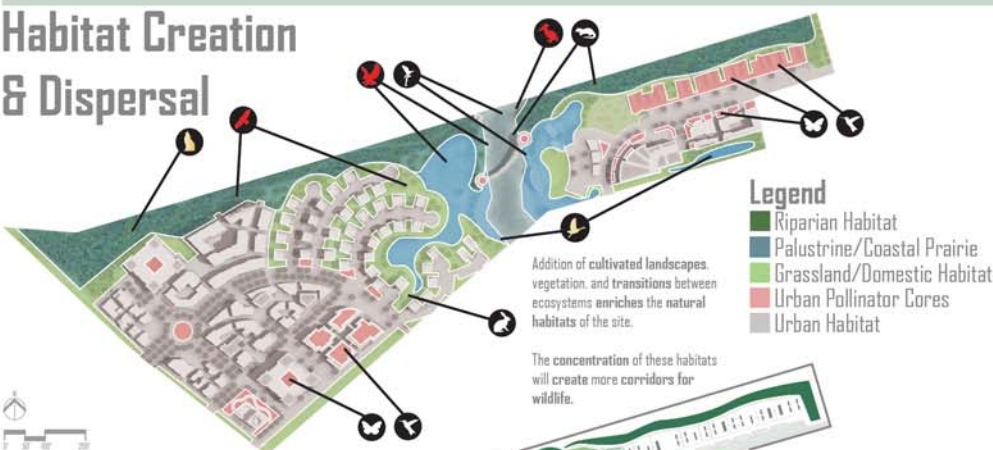 Habitat Creation
& Dispersal
Addition of cultivated landscapes,
vegetation, and transitions between
ecosystems enriches the natural
habitats of the site.
The concentration of these habitats
will create more corridors for
wildlife.
Legend
Riparian Habitat
Palustrine/Coastal Prairie
Grassland/Domestic Habitat
Urban Pollinator Cores
Urban Habitat